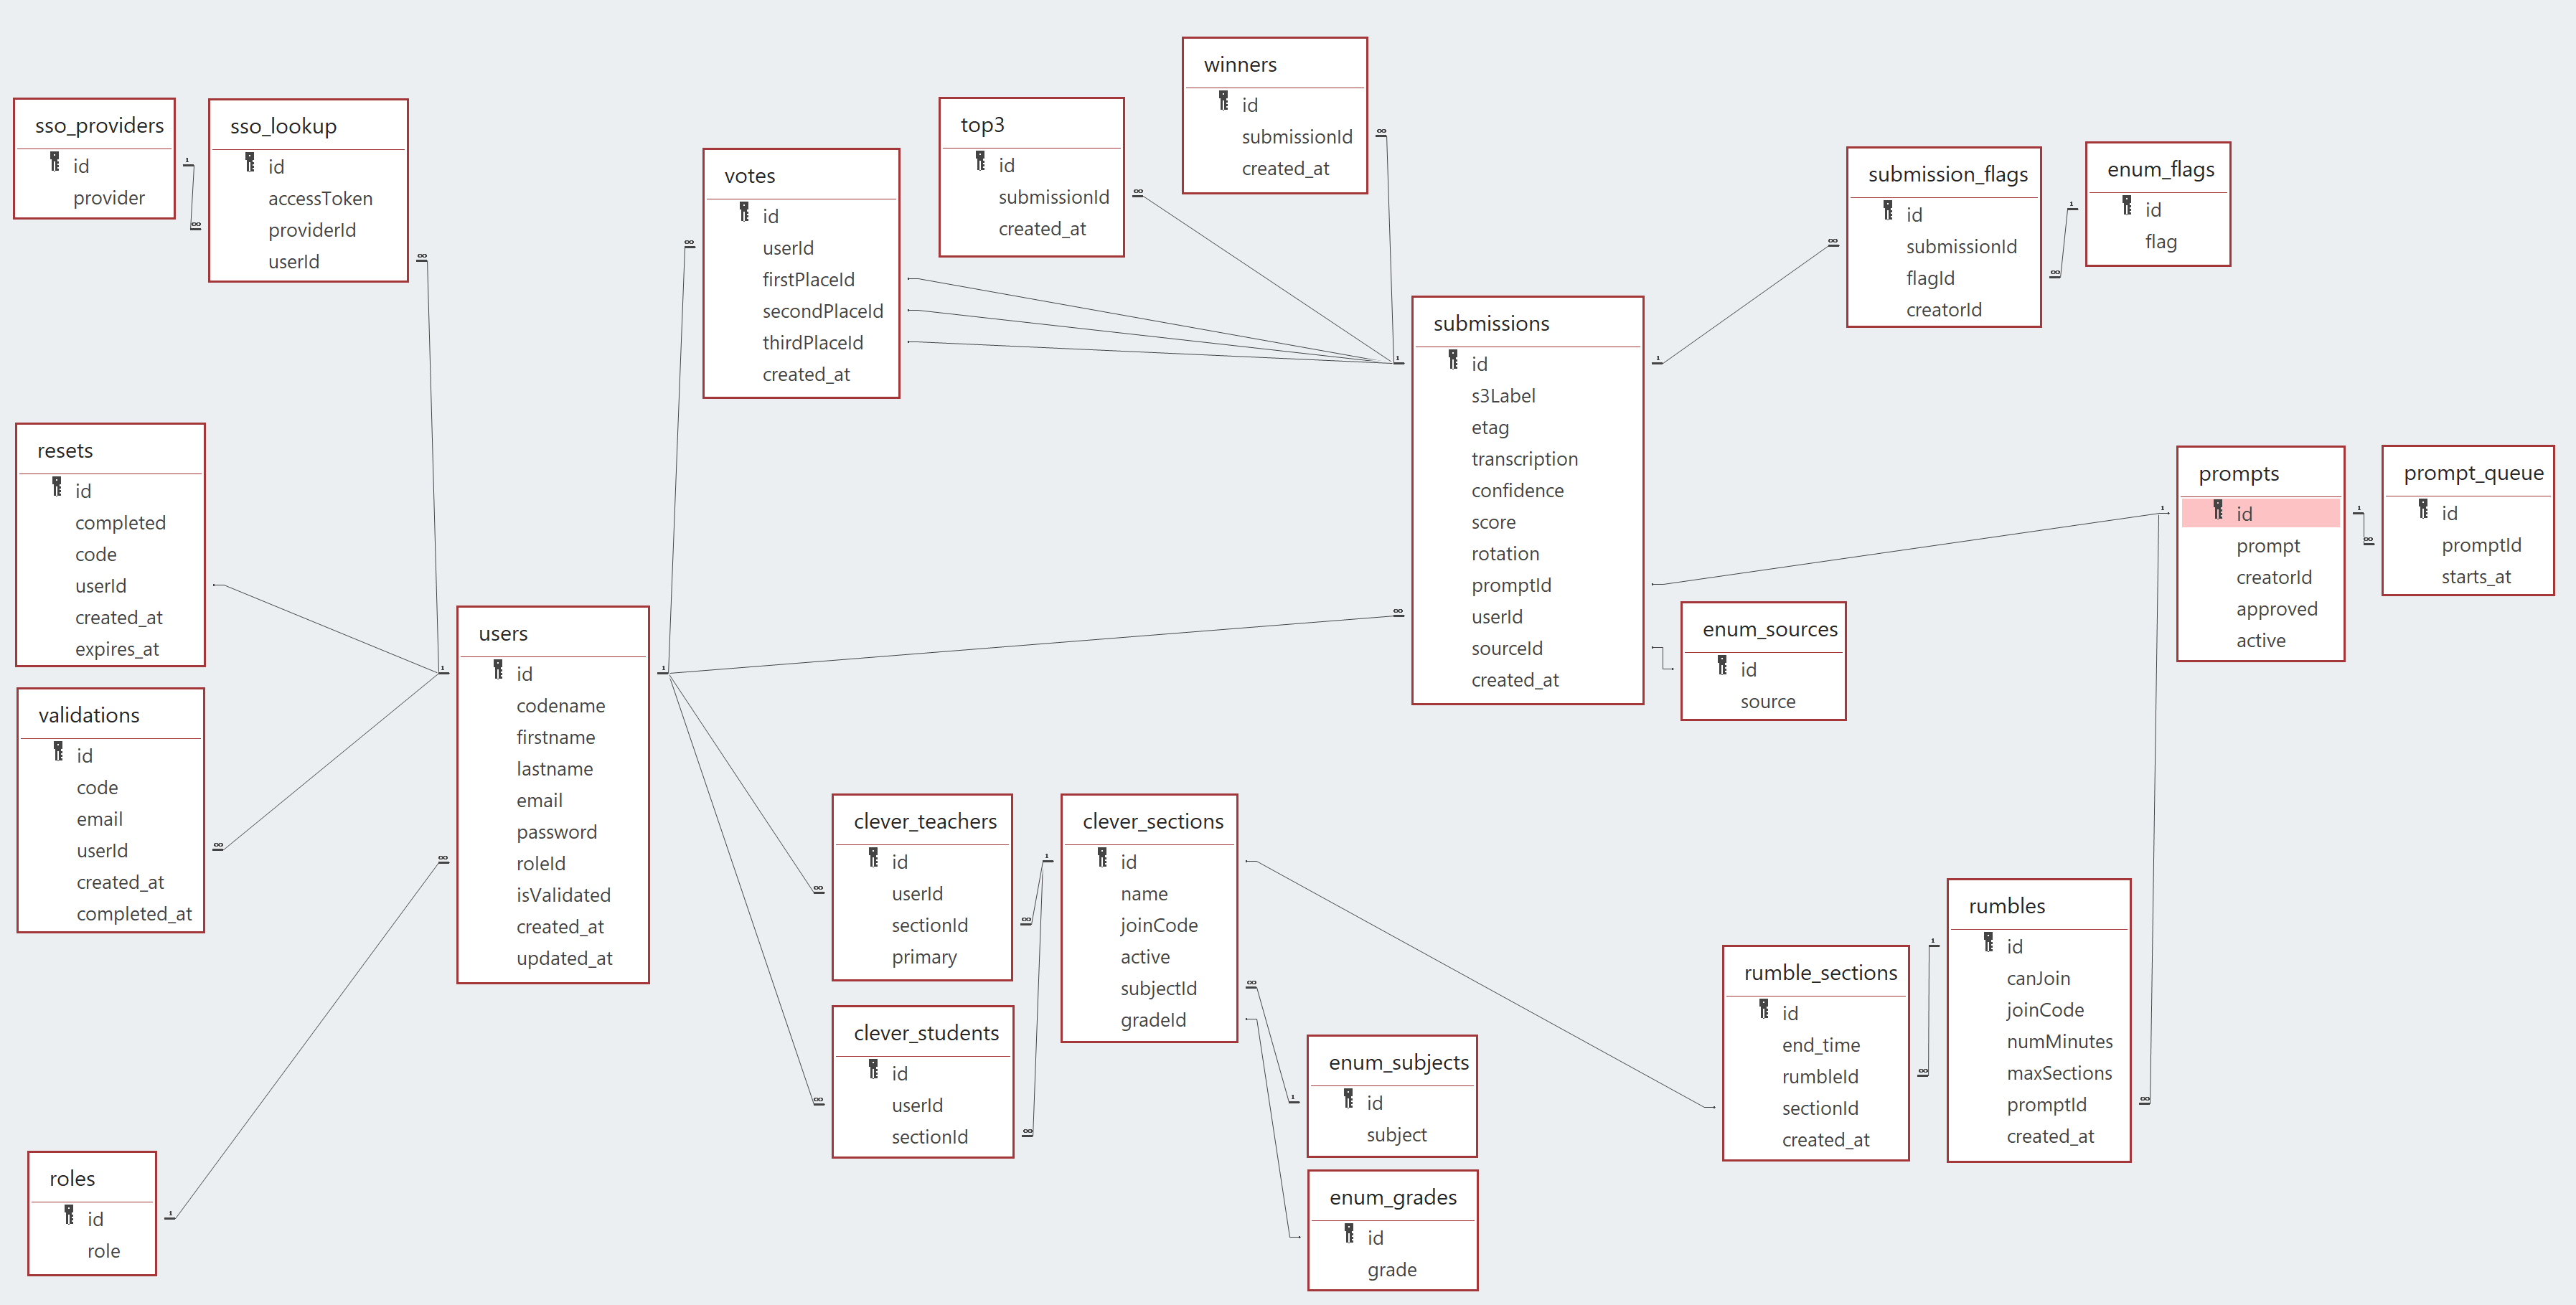 sso_providers
id
provider
sso_lookup
id
accessToken
providerId
userId
votes
id
userId
firstPlaceId
secondPlaceId
thirdPlaceId
created_at
top3
id
submissionId
created_at
winners
id
submissionId
created_at
submission_flags
id
submissionId
flagId
creatorId
enum_flags
id
flag
resets
id
completed
code
userId
created_at
expires_at
validations
id
code
email
userId
created_at
completed_at
roles
id
role
users
id
codename
firstname
lastname
email
password
roleId
isValidated
created_at
updated_at
submissions
id
s3Label
etag
transcription
confidence
score
rotation
promptId
userId
sourceId
created_at
enum_sources
id
source
prompts
id
prompt
creatorId
approved
active
prompt_queue
id
promptId
starts_at
clever_teachers
id
userId
sectionId
primary
clever_students
id
userId
sectionId
clever_sections
id
name
joinCode
active
subjectId
gradeId
enum_subjects
id
subject
enum_grades
id
grade
rumble_sections
id
end_time
rumbleId
sectionId
created_at
rumbles
id
canJoin
joinCode
numMinutes
maxSections
promptId
created_at